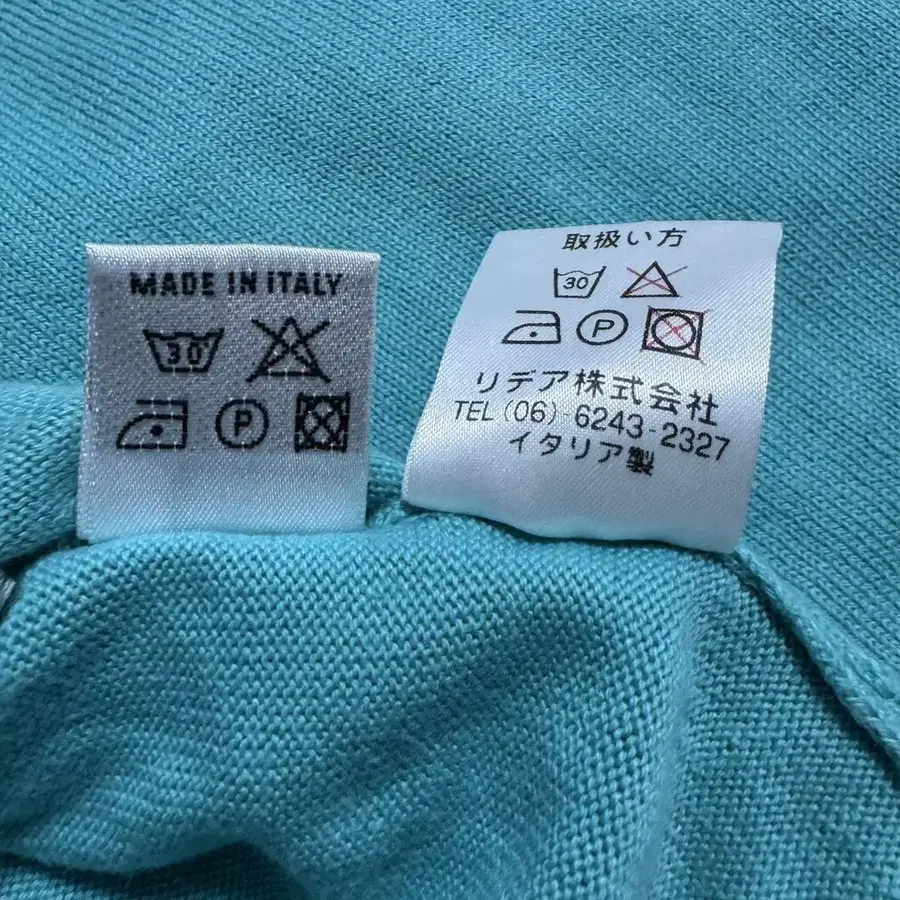 MADE IN ITALY
30°
P
取扱い方
30
P
リデア株式会社
TEL (06)-6243-2327
イタリア製